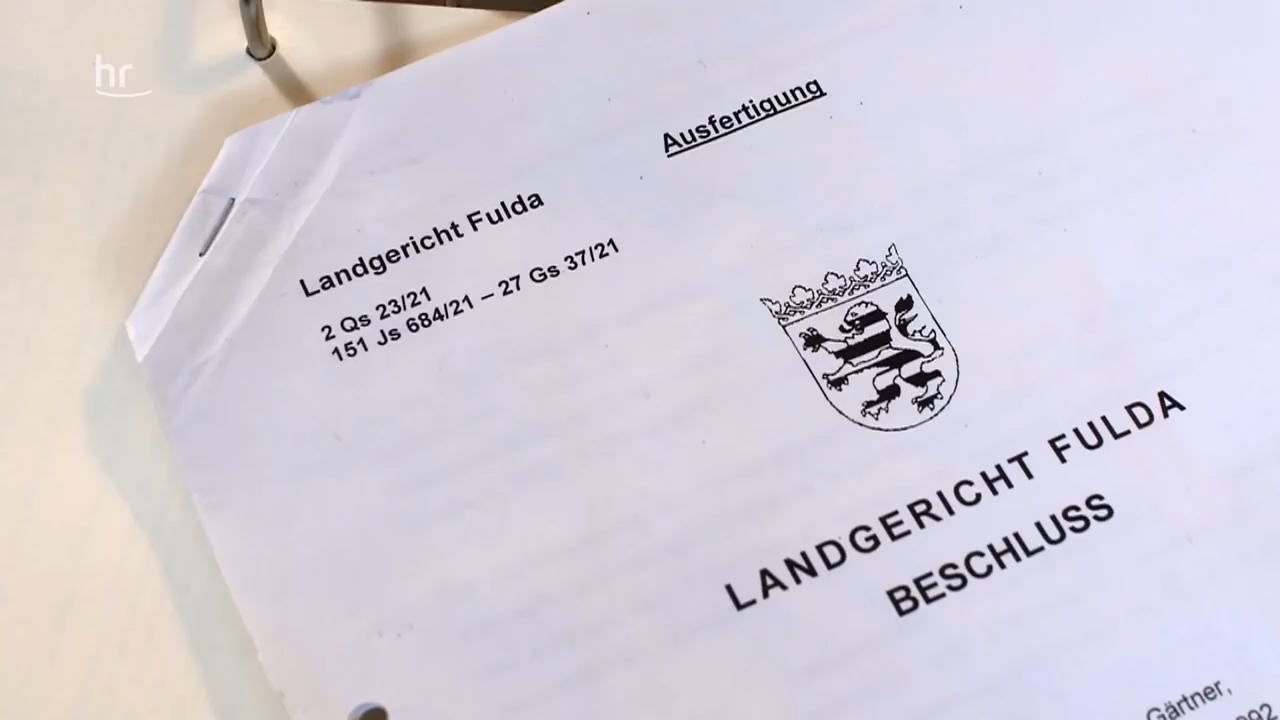 hr
Ausfertigung
Landgericht Fulda
2 Qs 23/21
151 Js 684/21 – 27 Gs 37/21
LANDGERICHT FULDA
BESCHLUSS
Gärtner,